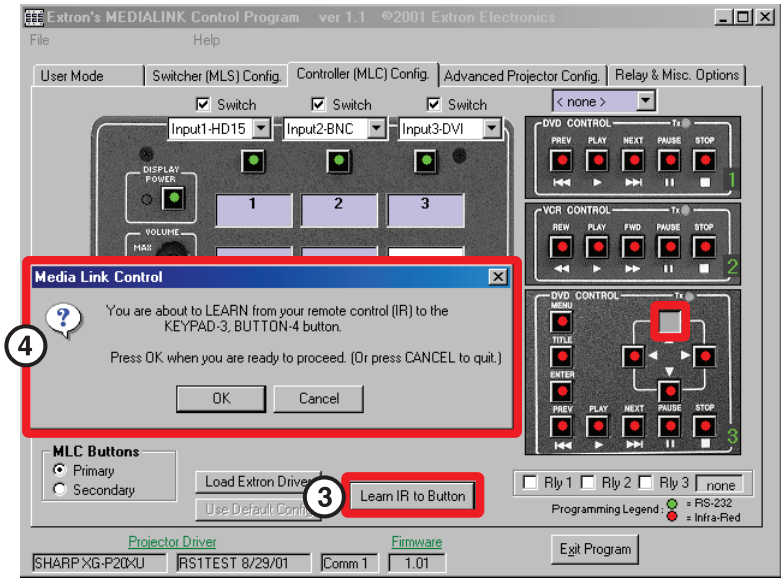 Extron's MEDIALINK Control Program ver 1.1 ©2001 Extron Electronics
File Help
User Mode Switcher (MLS) Config. Controller (MLC) Config. Advanced Projector Config. Relay & Misc. Options
Switch Switch Switch < none >
Input1-HD15 Input2-BNC Input3-DVI
DVD CONTROL Tx
PREV PLAY NEXT PAUSE STOP
1
DISPLAY
POWER
1 2 3
VOLUME
MAX
VCR CONTROL Tx
REW PLAY FWD PAUSE STOP
2
Media Link Control
You are about to LEARN from your remote control (IR) to the
KEYPAD-3, BUTTON-4 button.
Press OK when you are ready to proceed. (Or press CANCEL to quit.)
OK Cancel
4
DVD CONTROL Tx
MENU
TITLE
ENTER
PREV PLAY NEXT PAUSE STOP
3
MLC Buttons
Primary
Secondary
Load Extron Driver
Use Default Config
3
Learn IR to Button
Rly 1 Rly 2 Rly 3 none
Programming Legend: = RS-232
= Infra-Red
Projector Driver Firmware
SHARP XG-P20XU RS1TEST 8/29/01 Comm 1 1.01
Exit Program